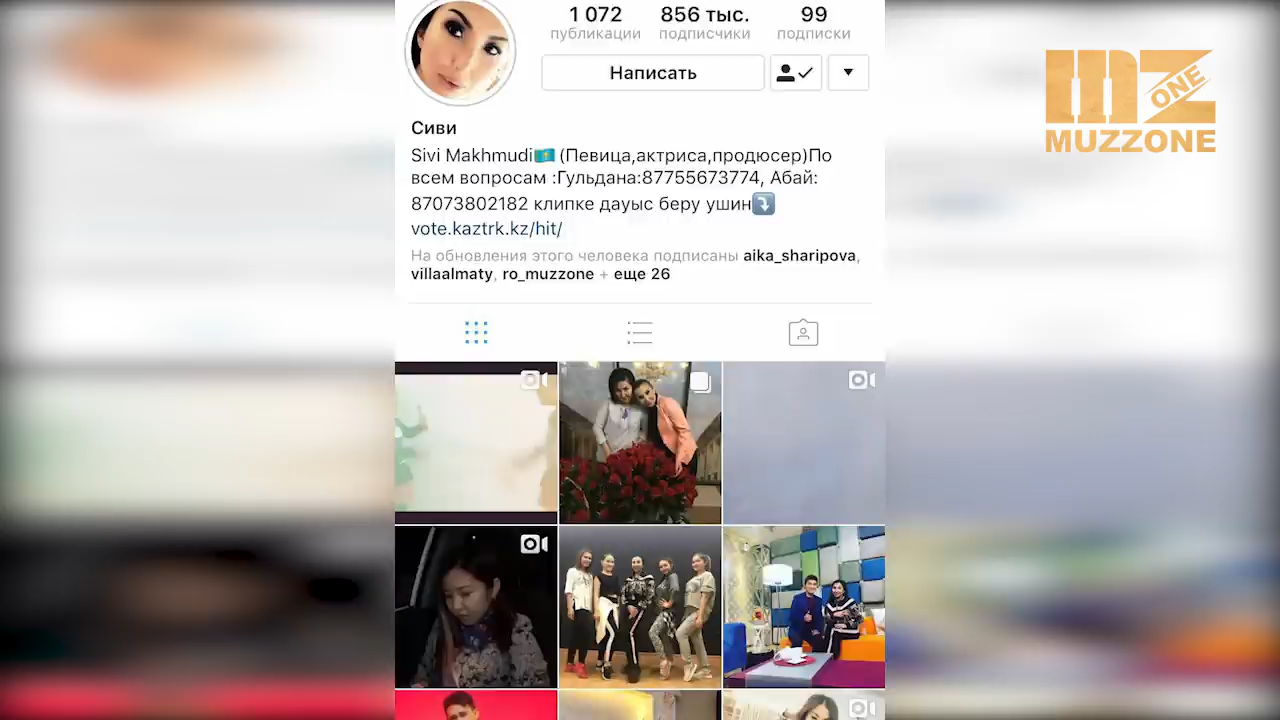 1 072 856 тыс. 99
публикации подписчики подписки
Написать
Сиви
Sivi Makhmudi🇰🇿 (Певица,актриса,продюсер)По
всем вопросам :Гульдана:87755673774, Абай:
87073802182 клипке дауыс беру ушин⤵️
vote.kaztrk.kz/hit/
На обновления этого человека подписаны aika_sharipova,
villaalmaty, ro_muzzone + еще 26
MZ
ONE
MUZZONE